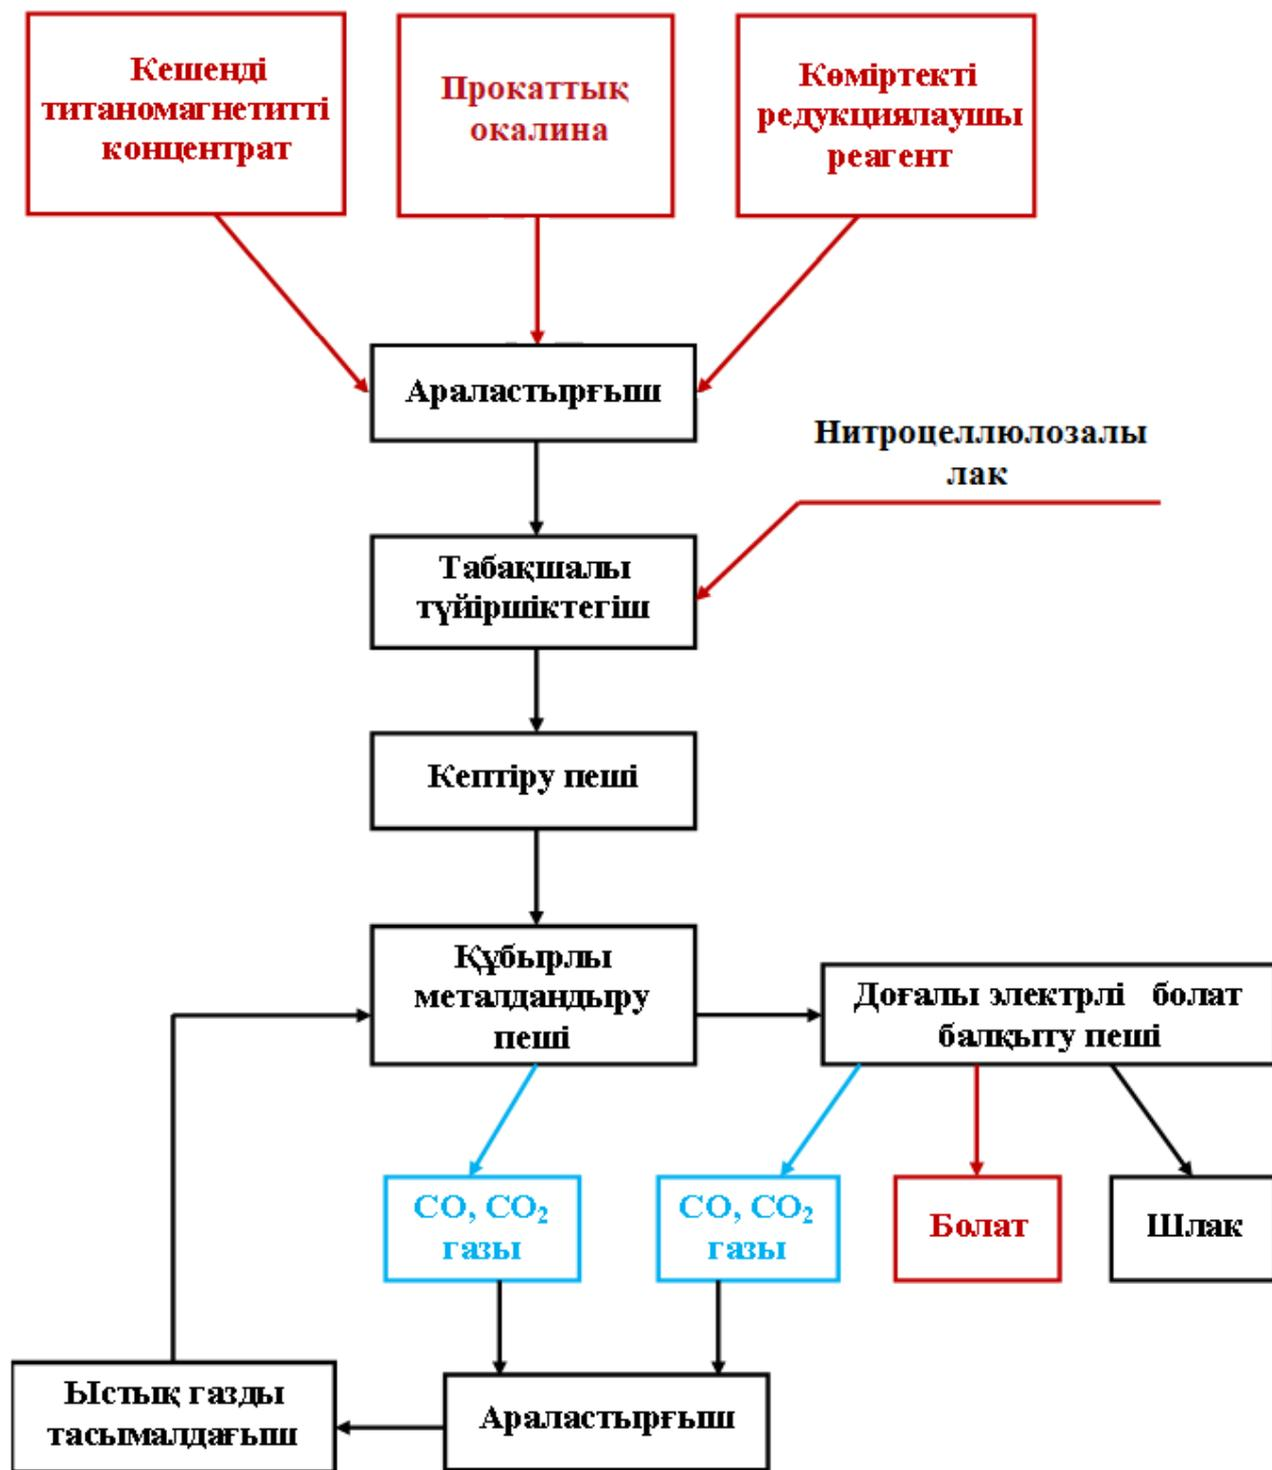 Кешенді
титаномагнетитті
концентрат
Прокаттық
окалина
Көміртекті
редукциялаушы
реагент
Араластырғыш
Нитроцеллюлозалы
лак
Табақшалы
түйіршіктегіш
Кептіру пеші
Құбырлы
металдандыру
пеші
Доғалы электрлі болат
балқыту пеші
CO, CO₂
газы
CO, CO₂
газы
Болат
Шлак
Ыстық газды
тасымалдағыш
Араластырғыш